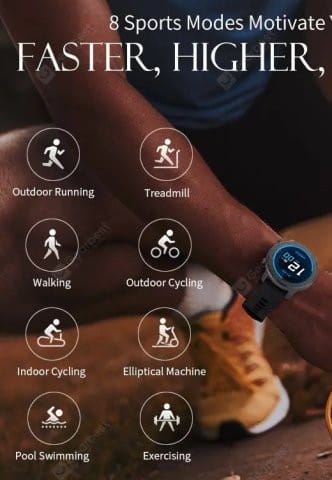 8 Sports Modes Motivate
FASTER, HIGHER,
Outdoor Running
Treadmill
Walking
Outdoor Cycling
Indoor Cycling
Elliptical Machine
Pool Swimming
Exercising
12
00